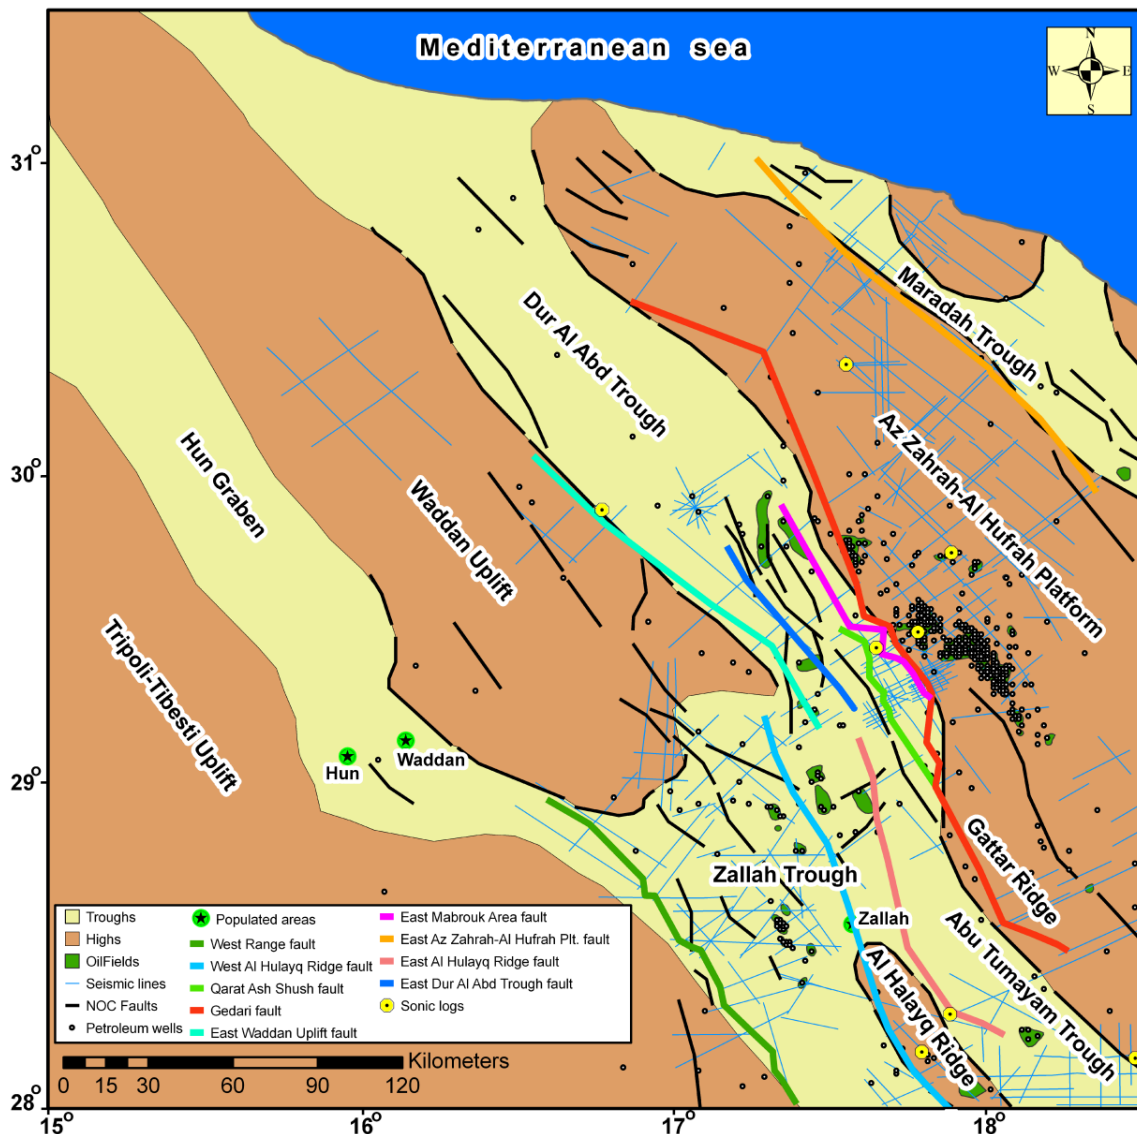 Mediterranean sea
N
W E
S
31°
30°
29°
28°
Maradah Trough
Dur Al Abd Trough
Az Zahrah-Al Hufrah Platform
Hun Graben
Waddan Uplift
Tripoli-Tibesti Uplift
Hun
Waddan
Gattar Ridge
Zallah Trough
Zallah
Abu Tumayam Trough
Al Halayq Ridge
Troughs
Highs
OilFields
Seismic lines
NOC Faults
Petroleum wells
Populated areas
West Range fault
West Al Hulayq Ridge fault
Qarat Ash Shush fault
Gedari fault
East Waddan Uplift fault
East Mabrouk Area fault
East Az Zahrah-Al Hufrah Plt. fault
East Al Hulayq Ridge fault
East Dur Al Abd Trough fault
Sonic logs
Kilometers
0 15 30 60 90 120
15° 16° 17° 18°